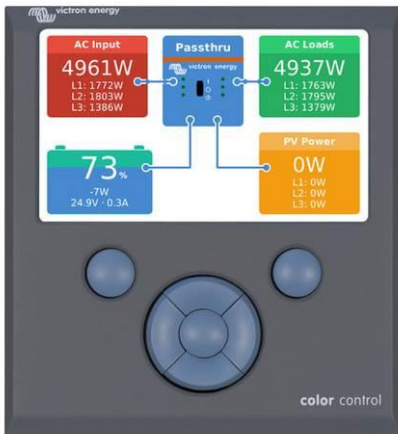 victron energy
AC Input
4961W
L1: 1772W
L2: 1803W
L3: 1386W
Passthru
victron energy
I
O
AC Loads
4937W
L1: 1763W
L2: 1795W
L3: 1379W
73%
-7W
24.9V · 0.3A
PV Power
0W
L1: 0W
L2: 0W
L3: 0W
color control